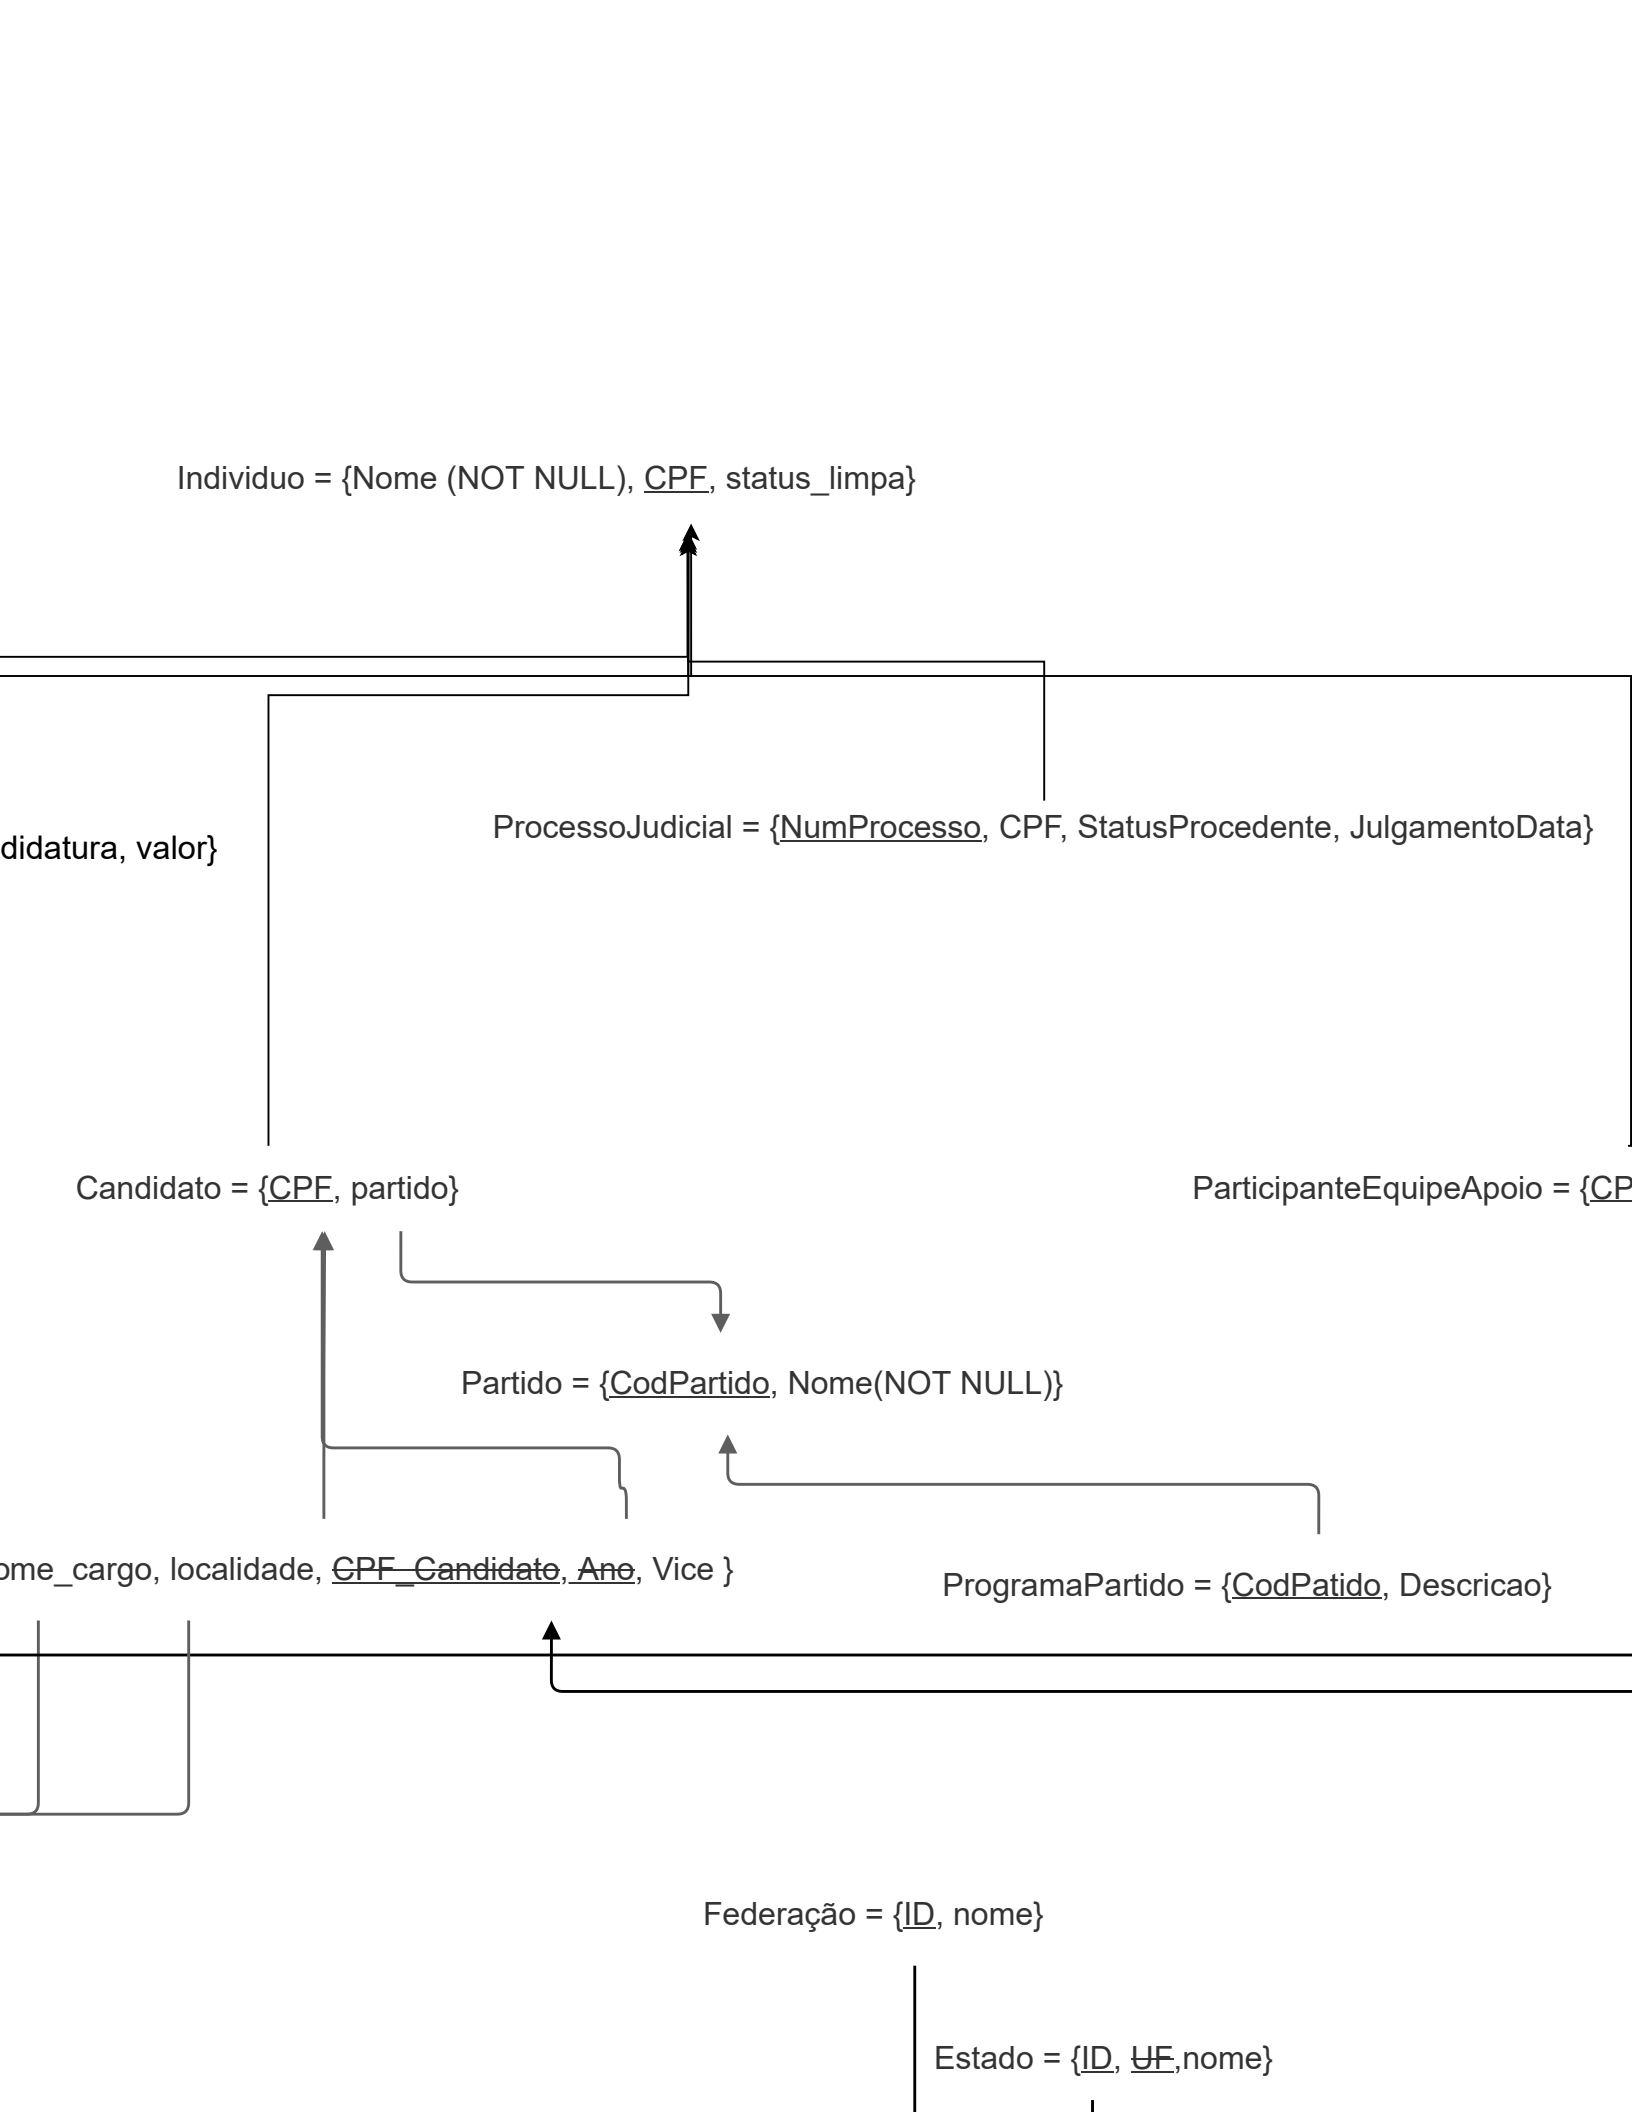 Individuo = {Nome (NOT NULL), CPF, status_limpa}
ProcessoJudicial = {NumProcesso, CPF, StatusProcedente, JulgamentoData}
didatura, valor}
Candidato = {CPF, partido}
ParticipanteEquipeApoio = {CP
Partido = {CodPartido, Nome(NOT NULL)}
ome_cargo, localidade, CPF_Candidato, Ano, Vice }
ProgramaPartido = {CodPatido, Descricao}
Federação = {ID, nome}
Estado = {ID, UF,nome}